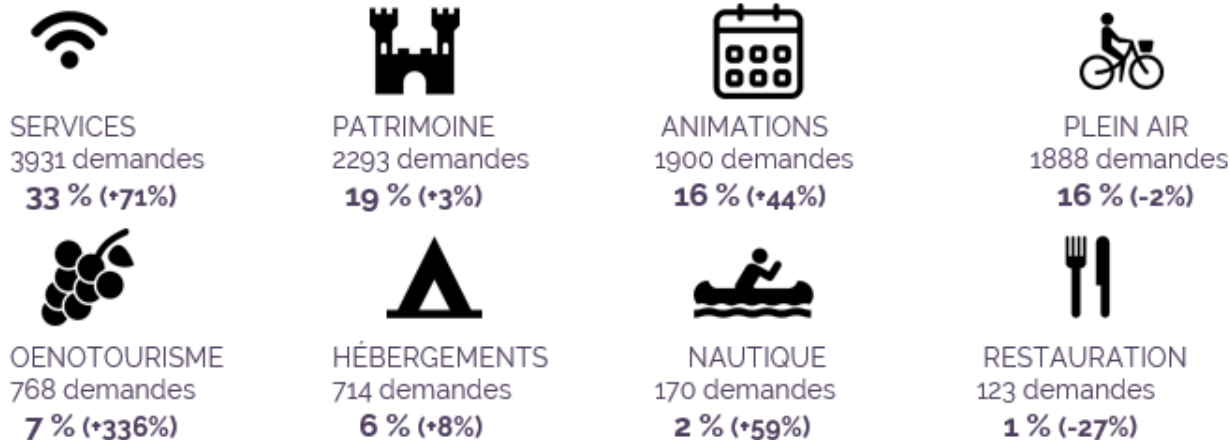 SERVICES
3931 demandes
33 % (+71%)
PATRIMOINE
2293 demandes
19 % (+3%)
ANIMATIONS
1900 demandes
16 % (+44%)
PLEIN AIR
1888 demandes
16 % (-2%)
OENOTOURISME
768 demandes
7 % (+336%)
HÉBERGEMENTS
714 demandes
6 % (+8%)
NAUTIQUE
170 demandes
2 % (+59%)
RESTAURATION
123 demandes
1 % (-27%)